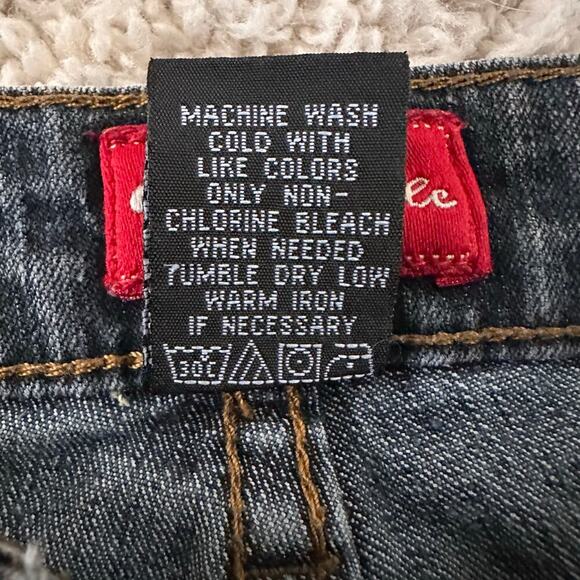 MACHINE WASH
COLD WITH
LIKE COLORS
ONLY NON-
CHLORINE BLEACH
WHEN NEEDED
TUMBLE DRY LOW
WARM IRON
IF NECESSARY
30C